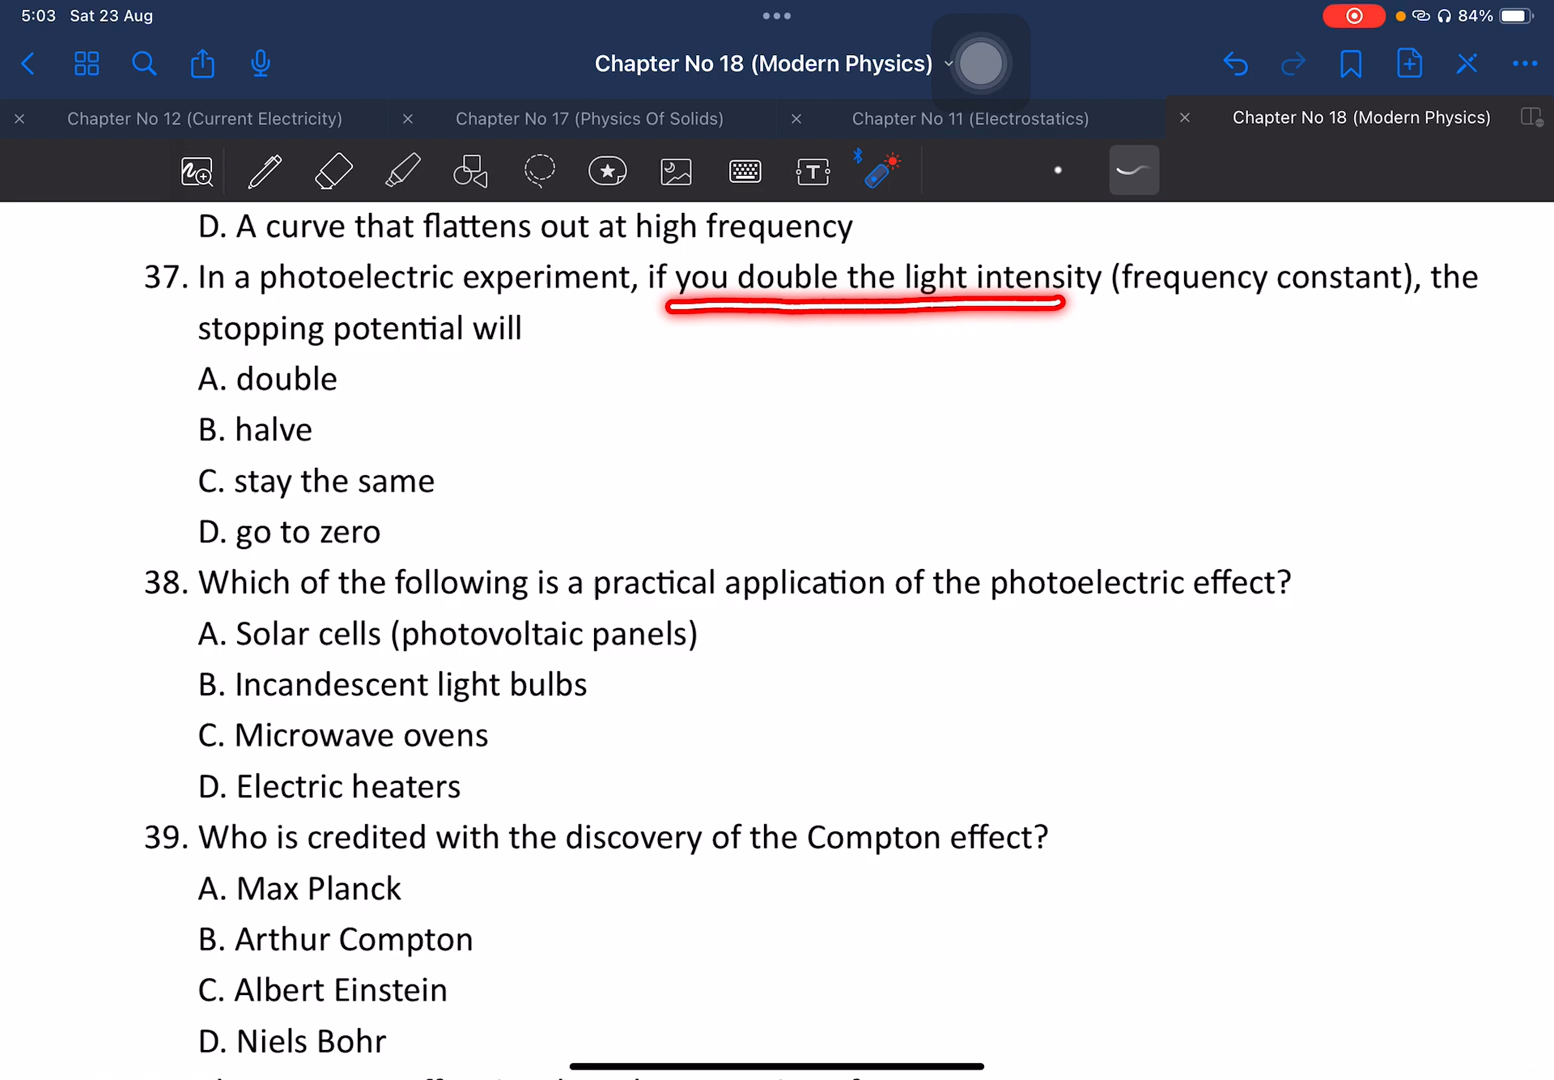 5:03 Sat 23 Aug
84%
Chapter No 18 (Modern Physics)
Chapter No 12 (Current Electricity)
Chapter No 17 (Physics Of Solids)
Chapter No 11 (Electrostatics)
Chapter No 18 (Modern Physics)
D. A curve that flattens out at high frequency
37. In a photoelectric experiment, if you double the light intensity (frequency constant), the
stopping potential will
A. double
B. halve
C. stay the same
D. go to zero
38. Which of the following is a practical application of the photoelectric effect?
A. Solar cells (photovoltaic panels)
B. Incandescent light bulbs
C. Microwave ovens
D. Electric heaters
39. Who is credited with the discovery of the Compton effect?
A. Max Planck
B. Arthur Compton
C. Albert Einstein
D. Niels Bohr